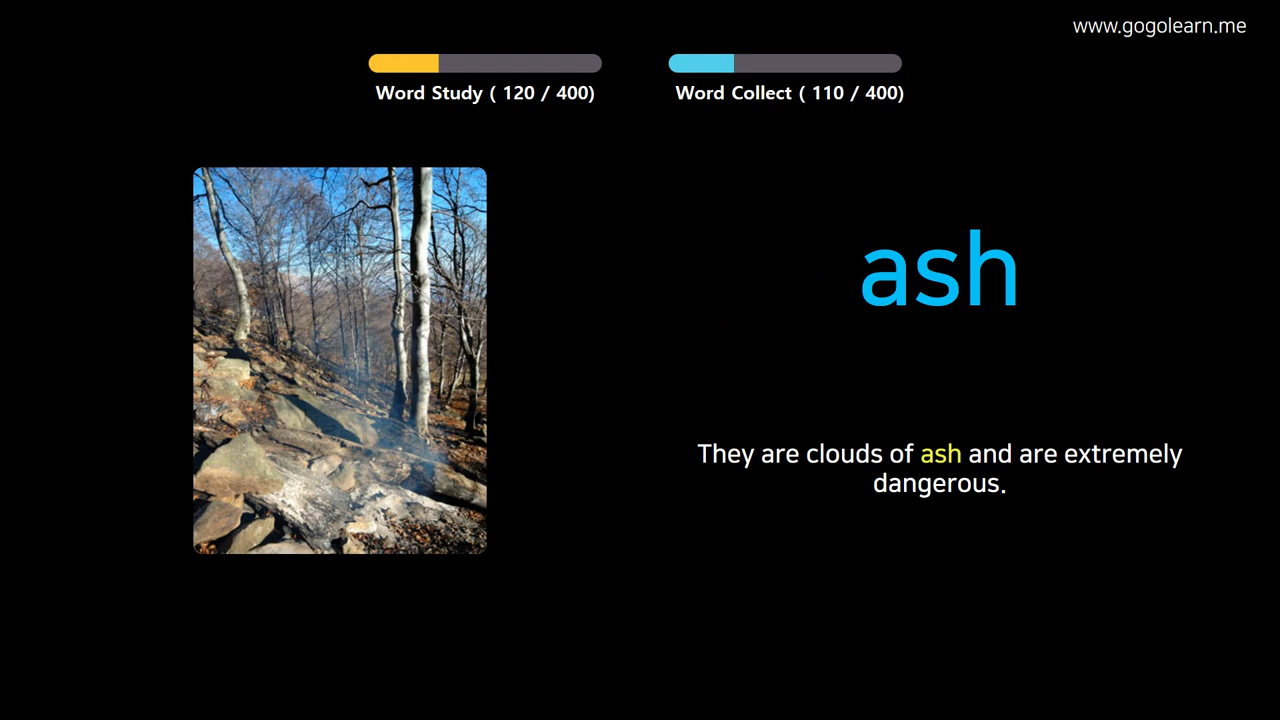 www.gogolearn.me
Word Study ( 120 / 400)
Word Collect ( 110 / 400)
ash
They are clouds of ash and are extremely
dangerous.